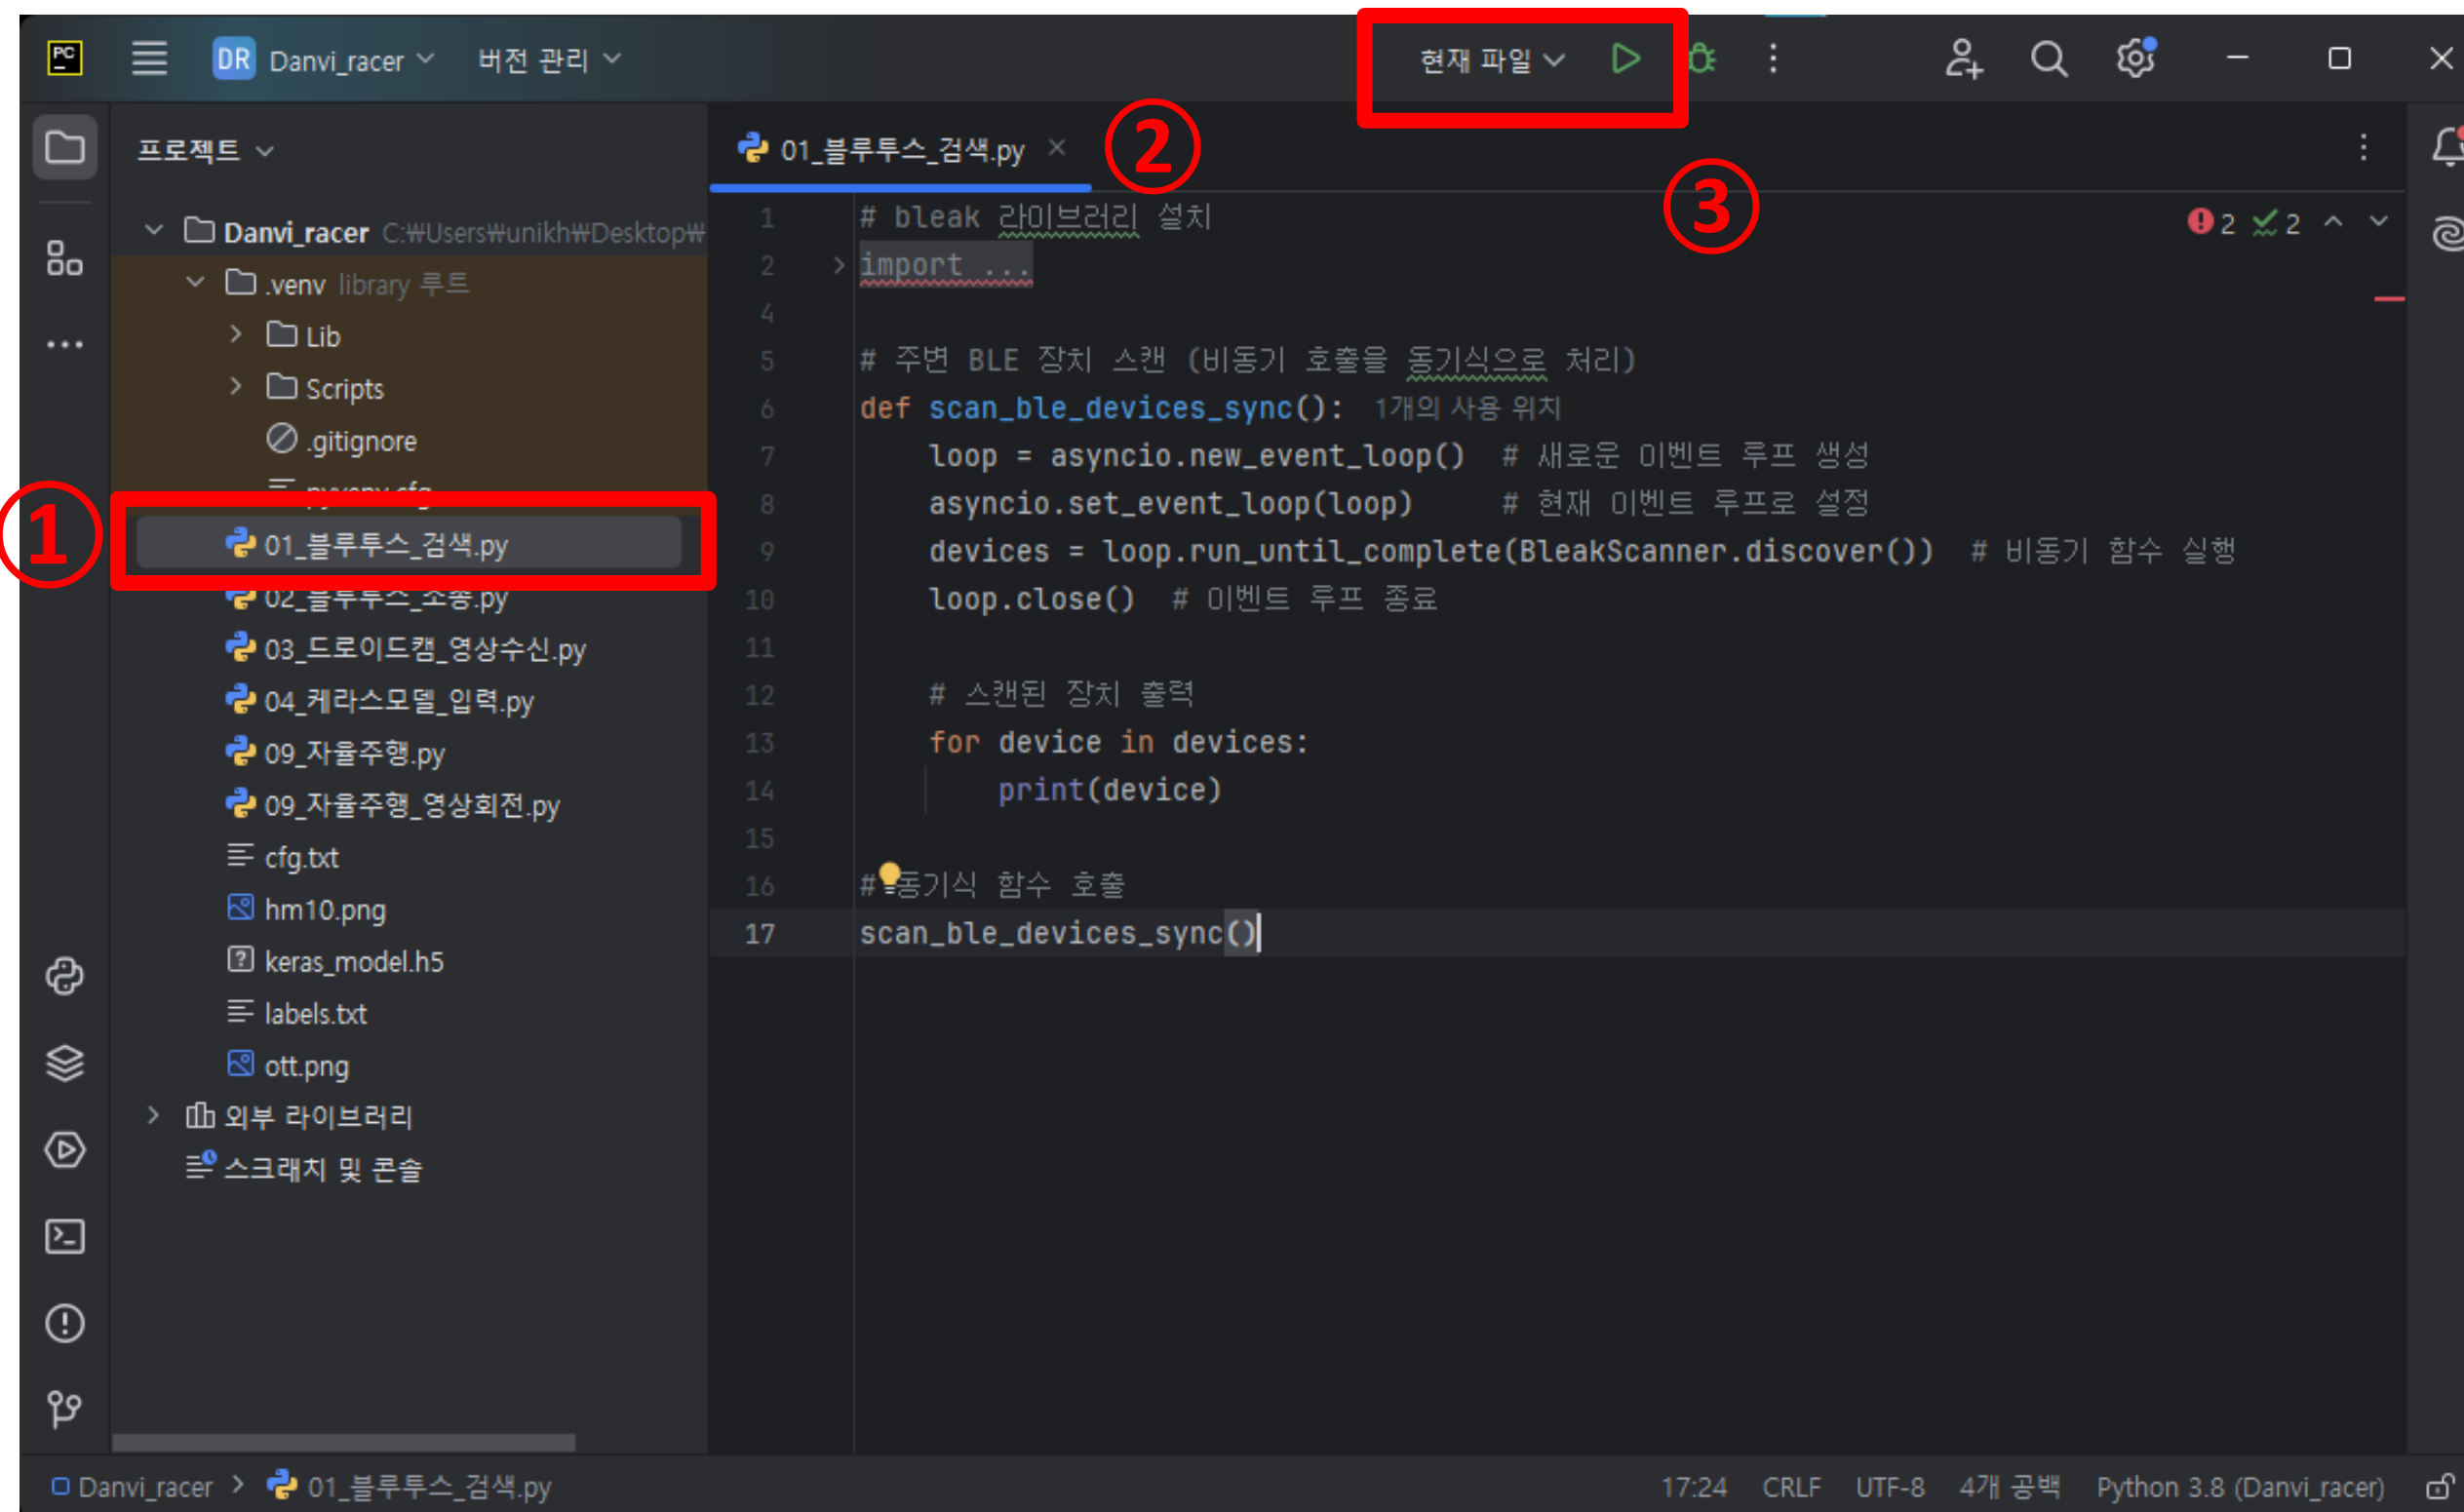 PC
DR Danvi_racer 버전 관리 현재 파일
프로젝트
01_블루투스_검색.py
②
③
Danvi_racer C:₩Users₩unikh₩Desktop₩
.venv library 루트
Lib
Scripts
.gitignore
pyvenv.cfg
①
01_블루투스_검색.py
02_블루투스_조종.py
03_드로이드캠_영상수신.py
04_케라스모델_입력.py
09_자율주행.py
09_자율주행_영상회전.py
cfg.txt
hm10.png
keras_model.h5
labels.txt
ott.png
외부 라이브러리
스크래치 및 콘솔
2 2
1 # bleak 라이브러리 설치
2 import ...
4
5 # 주변 BLE 장치 스캔 (비동기 호출을 동기식으로 처리)
6 def scan_ble_devices_sync(): 1개의 사용 위치
7 loop = asyncio.new_event_loop() # 새로운 이벤트 루프 생성
8 asyncio.set_event_loop(loop) # 현재 이벤트 루프로 설정
9 devices = loop.run_until_complete(BleakScanner.discover()) # 비동기 함수 실행
10 loop.close() # 이벤트 루프 종료
11
12 # 스캔된 장치 출력
13 for device in devices:
14 print(device)
15
16 # 동기식 함수 호출
17 scan_ble_devices_sync()
Danvi_racer > 01_블루투스_검색.py
17:24 CRLF UTF-8 4개 공백 Python 3.8 (Danvi_racer)